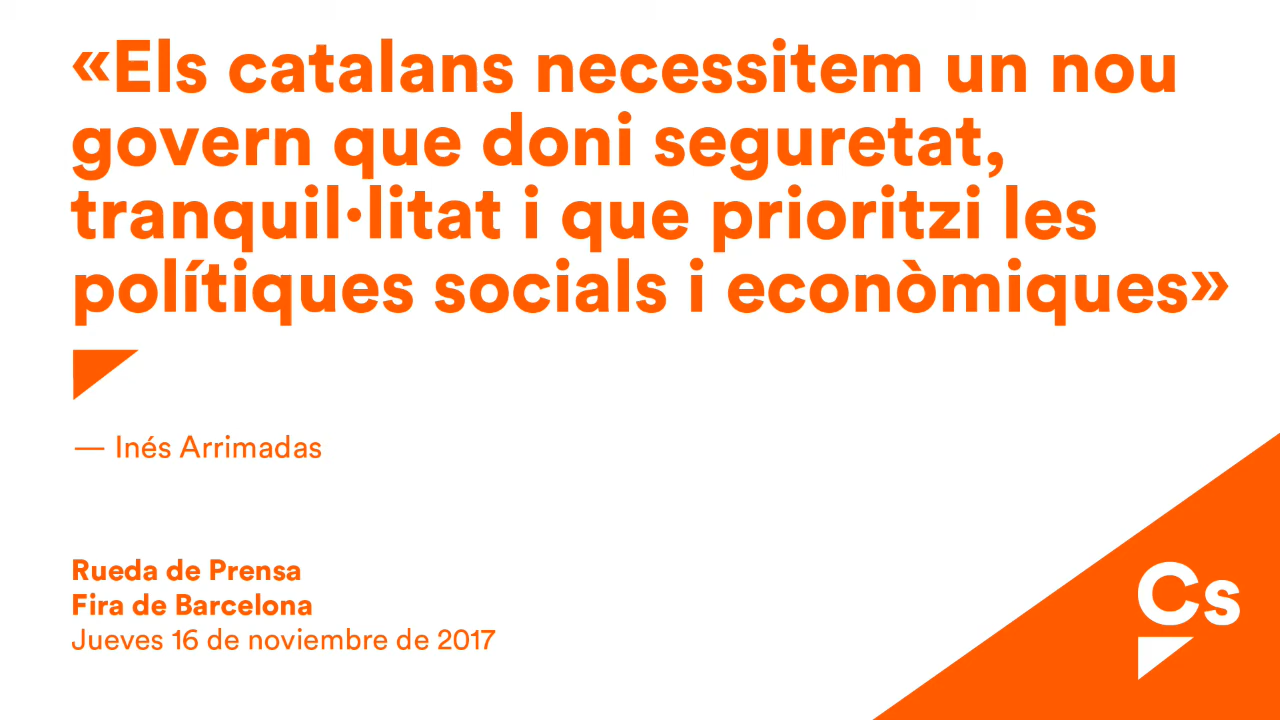 «Els catalans necessitem un nou
govern que doni seguretat,
tranquil·litat i que prioritzi les
polítiques socials i econòmiques»
— Inés Arrimadas
Rueda de Prensa
Fira de Barcelona
Jueves 16 de noviembre de 2017
Cs